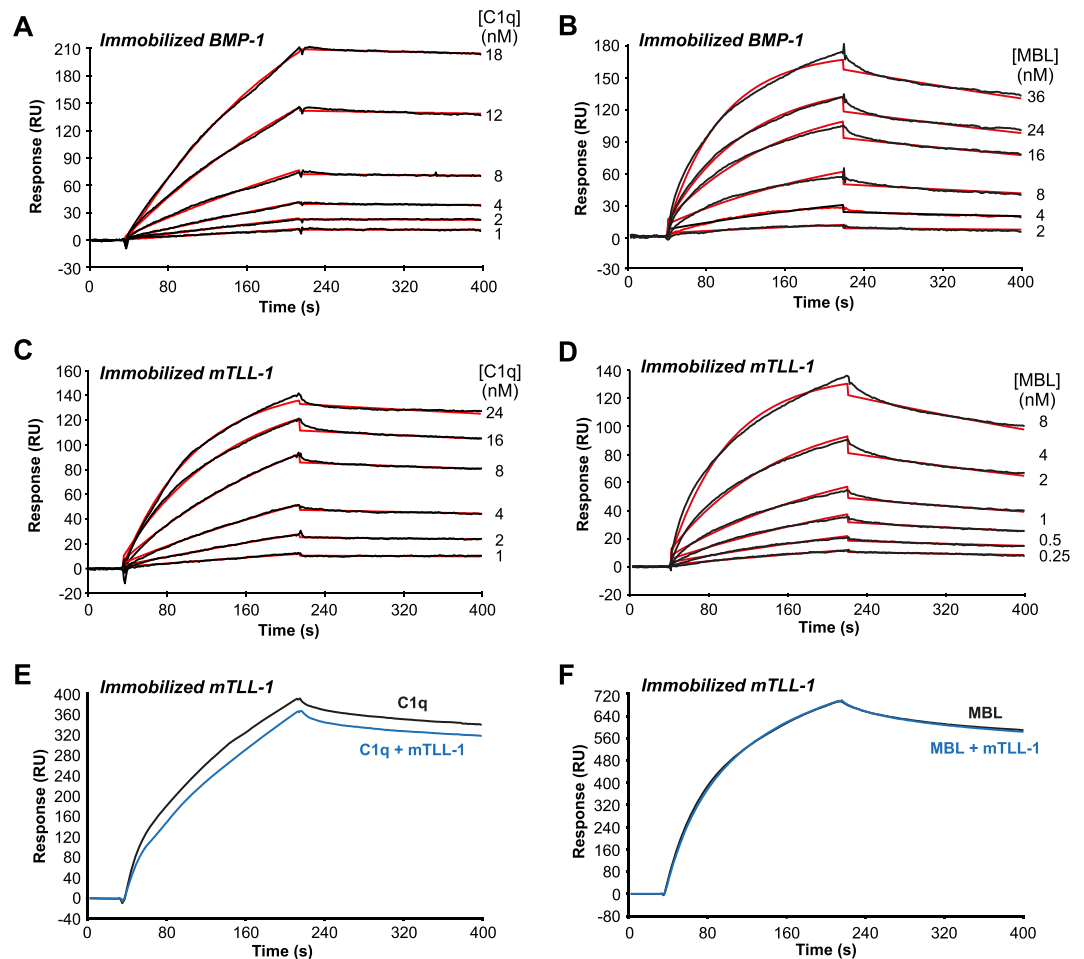 A
Immobilized BMP-1
[C1q]
(nM)
210
180
150
120
90
60
30
0
-30
18
12
8
4
2
1
0 80 160 240 320 400
Response (RU)
Time (s)
B
Immobilized BMP-1
[MBL]
(nM)
180
150
120
90
60
30
0
-30
36
24
16
8
4
2
0 80 160 240 320 400
Response (RU)
Time (s)
C
Immobilized mTLL-1
[C1q]
(nM)
160
140
120
100
80
60
40
20
0
-20
24
16
8
4
2
1
0 80 160 240 320 400
Response (RU)
Time (s)
D
Immobilized mTLL-1
[MBL]
(nM)
140
120
100
80
60
40
20
0
-20
8
4
2
1
0.5
0.25
0 80 160 240 320 400
Response (RU)
Time (s)
E
Immobilized mTLL-1
400
360
320
280
240
200
160
120
80
40
0
-40
C1q
C1q + mTLL-1
0 80 160 240 320 400
Response (RU)
Time (s)
F
Immobilized mTLL-1
720
640
560
480
400
320
240
160
80
0
-80
MBL
MBL + mTLL-1
0 80 160 240 320 400
Response (RU)
Time (s)